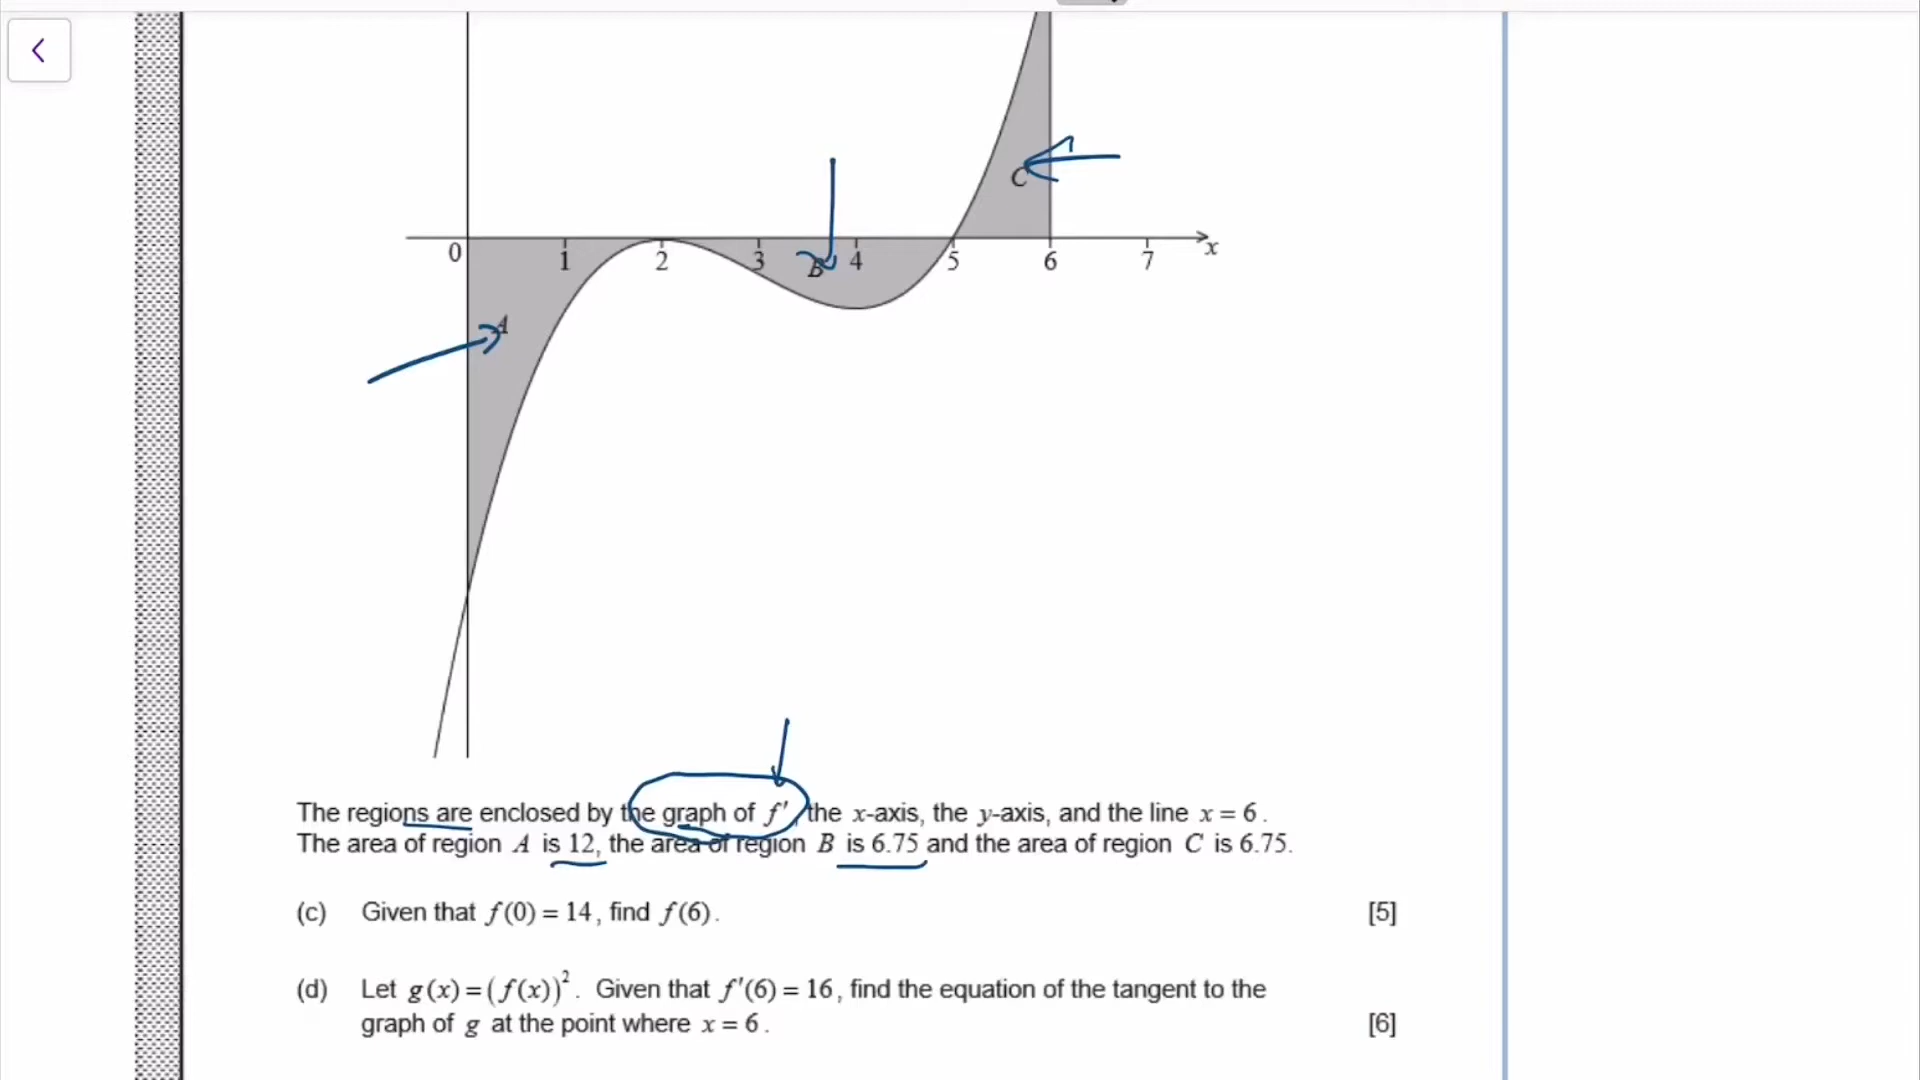 C
0 1 2 3 B 4 5 6 7 x
A
The regions are enclosed by the graph of f′, the x-axis, the y-axis, and the line x = 6.
The area of region A is 12, the area of region B is 6.75 and the area of region C is 6.75.
(c) Given that f(0) = 14, find f(6). [5]
(d) Let g(x) = (f(x))². Given that f′(6) = 16, find the equation of the tangent to the
graph of g at the point where x = 6. [6]